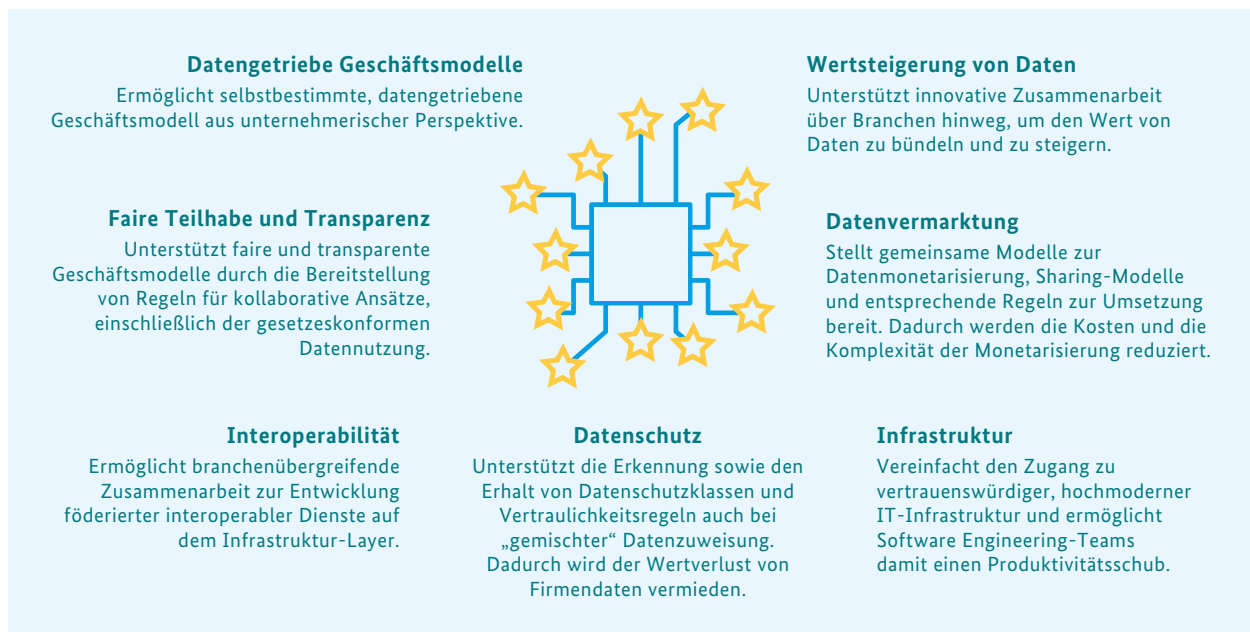 Datengetriebe Geschäftsmodelle
Ermöglicht selbstbestimmte, datengetriebene
Geschäftsmodell aus unternehmerischer Perspektive.
Wertsteigerung von Daten
Unterstützt innovative Zusammenarbeit
über Branchen hinweg, um den Wert von
Daten zu bündeln und zu steigern.
Faire Teilhabe und Transparenz
Unterstützt faire und transparente
Geschäftsmodelle durch die Bereitstellung
von Regeln für kollaborative Ansätze,
einschließlich der gesetzeskonformen
Datennutzung.
Datenvermarktung
Stellt gemeinsame Modelle zur
Datenmonetarisierung, Sharing-Modelle
und entsprechende Regeln zur Umsetzung
bereit. Dadurch werden die Kosten und die
Komplexität der Monetarisierung reduziert.
Interoperabilität
Ermöglicht branchenübergreifende
Zusammenarbeit zur Entwicklung
föderierter interoperabler Dienste auf
dem Infrastruktur-Layer.
Datenschutz
Unterstützt die Erkennung sowie den
Erhalt von Datenschutzklassen und
Vertraulichkeitsregeln auch bei
„gemischter“ Datenzuweisung.
Dadurch wird der Wertverlust von
Firmendaten vermieden.
Infrastruktur
Vereinfacht den Zugang zu
vertrauenswürdiger, hochmoderner
IT-Infrastruktur und ermöglicht
Software Engineering-Teams
damit einen Produktivitätsschub.